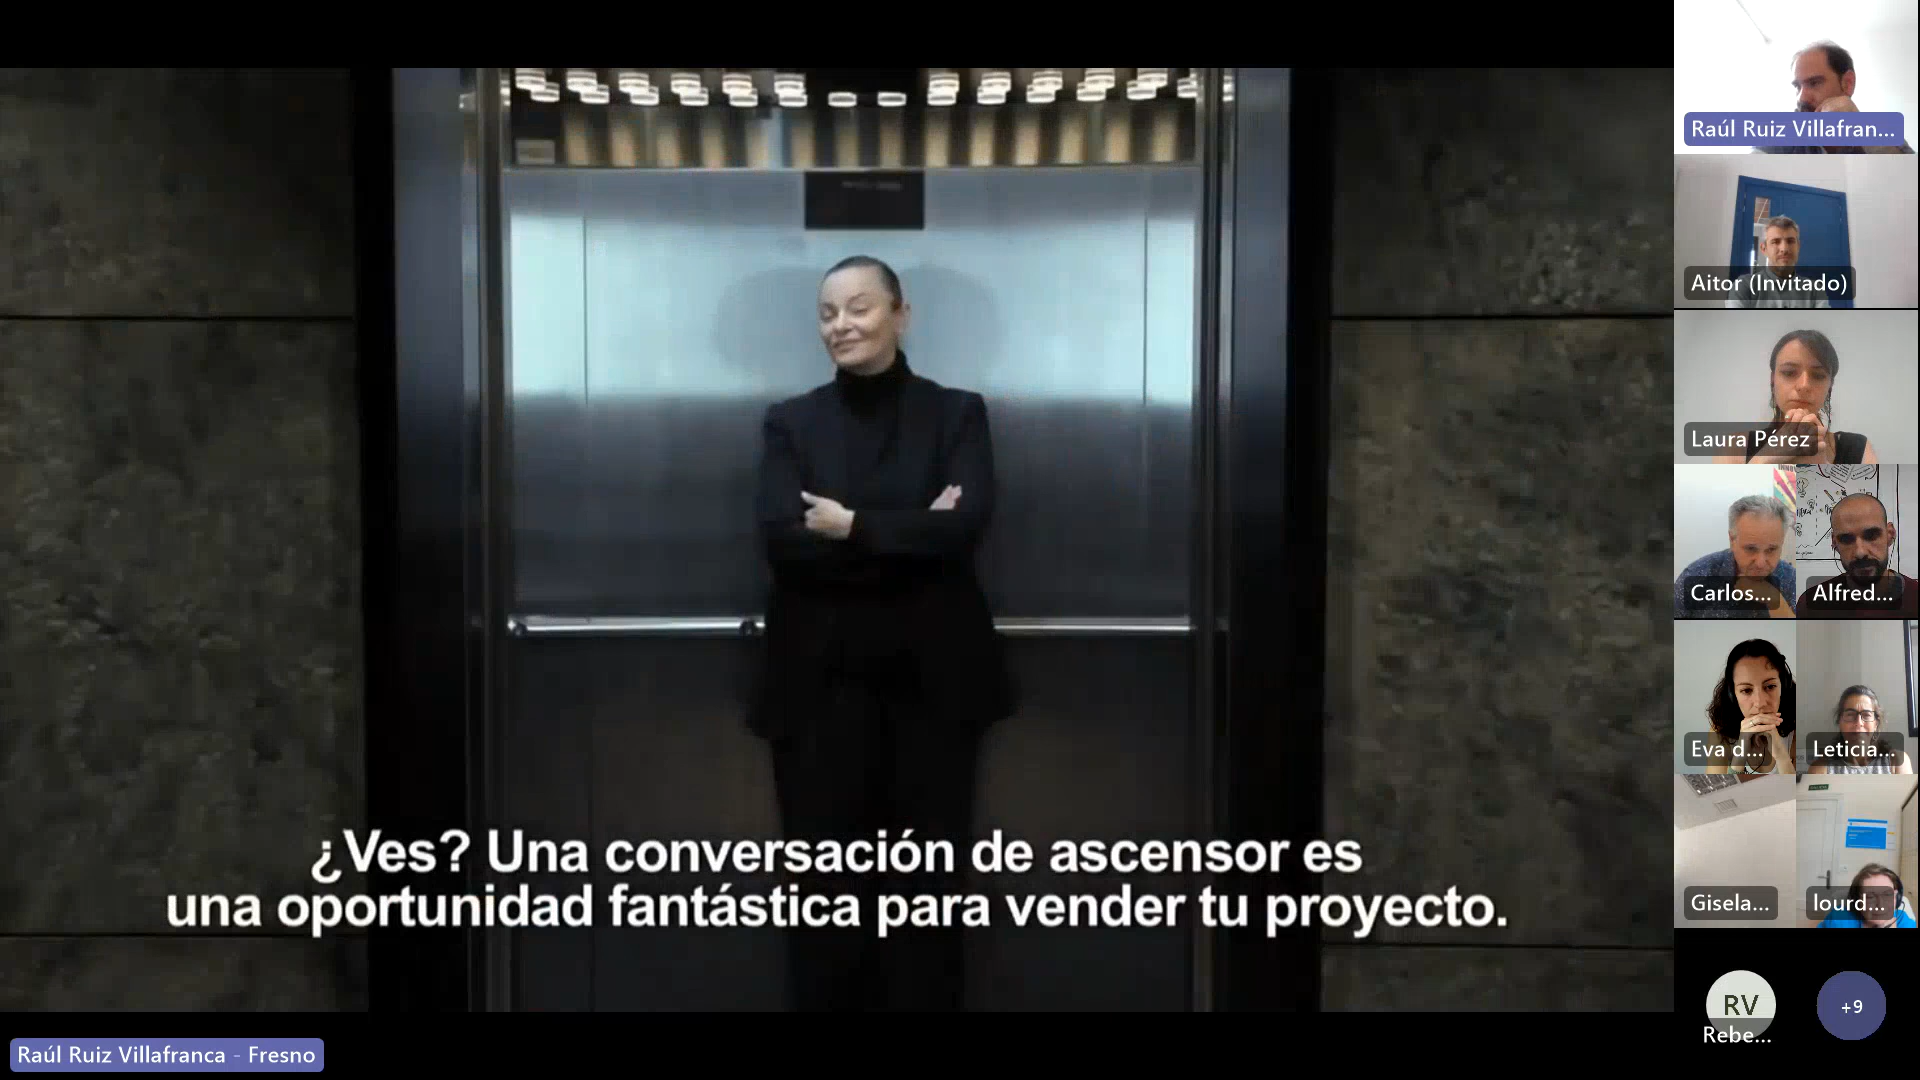 ¿Ves? Una conversación de ascensor es
una oportunidad fantástica para vender tu proyecto.
Raúl Ruiz Villafranca - Fresno
Raúl Ruiz Villafran...
Aitor (Invitado)
Laura Pérez
Carlos...
Alfred...
Eva d...
Leticia...
Gisela...
lourd...
RV
Rebe...
+9